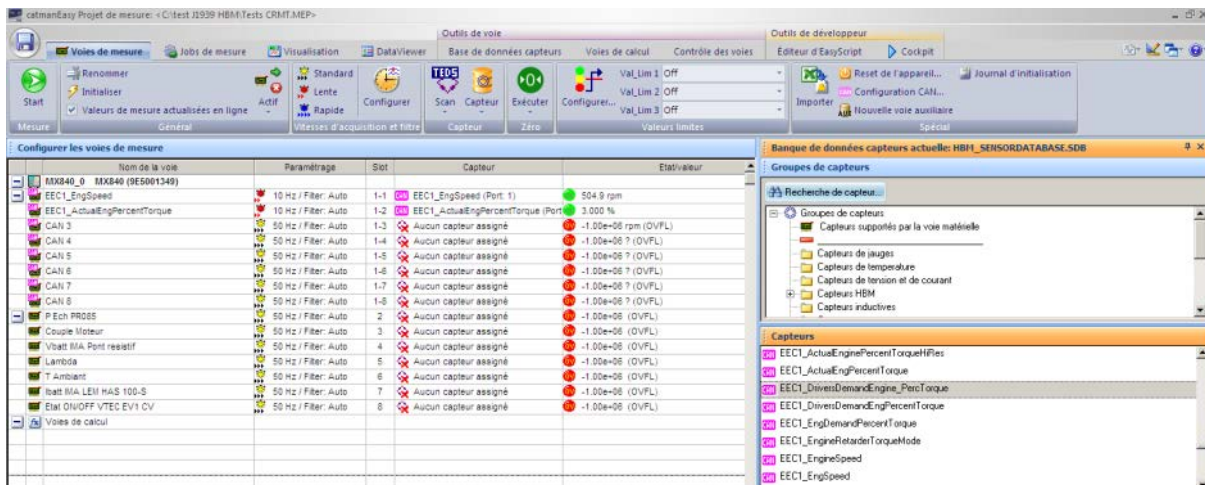 catmanEasy Projet de mesure: <C:\test J1939 HBM\Tests CRMT.MEP>
Outils de voie
Outils de développeur
Voies de mesure
Jobs de mesure
Visualisation
DataViewer
Base de données capteurs
Voies de calcul
Contrôle des voies
Éditeur d'EasyScript
Cockpit
Start
Renommer
Initialiser
Valeurs de mesure actualisées en ligne
Actif
Standard
Lente
Rapide
Configurer
TEDS
Scan
Capteur
Exécuter
Configurer...
Val_Lim 1 Off
Val_Lim 2 Off
Val_Lim 3 Off
Importer
Reset de l'appareil...
Configuration CAN...
Nouvelle voie auxiliaire
Journal d'initialisation
Mesure
Général
Vitesses d'acquisition et filtre
Capteur
Zéro
Valeurs limites
Spécial
Configurer les voies de mesure
Nom de la voie Paramétrage Slot Capteur Etat/valeur
MX840_0 MX840 (9E5001349)
EEC1_EngSpeed 10 Hz / Filter: Auto 1-1 CAN EEC1_EngSpeed (Port: 1) 504.9 rpm
EEC1_ActualEngPercentTorque 10 Hz / Filter: Auto 1-2 CAN EEC1_ActualEngPercentTorque (Port 3.000 %
CAN 3 50 Hz / Filter: Auto 1-3 Aucun capteur assigné -1.00e+06 rpm (OVFL)
CAN 4 50 Hz / Filter: Auto 1-4 Aucun capteur assigné -1.00e+06 ? (OVFL)
CAN 5 50 Hz / Filter: Auto 1-5 Aucun capteur assigné -1.00e+06 ? (OVFL)
CAN 6 50 Hz / Filter: Auto 1-6 Aucun capteur assigné -1.00e+06 ? (OVFL)
CAN 7 50 Hz / Filter: Auto 1-7 Aucun capteur assigné -1.00e+06 ? (OVFL)
CAN 8 50 Hz / Filter: Auto 1-8 Aucun capteur assigné -1.00e+06 ? (OVFL)
P Ech PR085 50 Hz / Filter: Auto 2 Aucun capteur assigné -1.00e+06 (OVFL)
Couple Moteur 50 Hz / Filter: Auto 3 Aucun capteur assigné -1.00e+06 (OVFL)
Vbatt IMA Pont resistif 50 Hz / Filter: Auto 4 Aucun capteur assigné -1.00e+06 (OVFL)
Lambda 50 Hz / Filter: Auto 5 Aucun capteur assigné -1.00e+06 (OVFL)
T Ambiant 50 Hz / Filter: Auto 6 Aucun capteur assigné -1.00e+06 (OVFL)
Ibatt IMA LEM HAS 100-S 50 Hz / Filter: Auto 7 Aucun capteur assigné -1.00e+06 (OVFL)
Etat ON/OFF VTEC EV1 CV 50 Hz / Filter: Auto 8 Aucun capteur assigné -1.00e+06 (OVFL)
fx Voies de calcul
Banque de données capteurs actuelle: HBM_SENSORDATABASE.SDB
Groupes de capteurs
Recherche de capteur...
Groupes de capteurs
Capteurs supportés par la voie matérielle
Capteurs de jauges
Capteurs de temperature
Capteurs de tension et de courant
Capteurs HBM
Capteurs inductives
Capteurs
CAN EEC1_ActualEnginePercentTorqueHiRes
CAN EEC1_ActualEngPercentTorque
CAN EEC1_DriversDemandEngine_PercTorque
CAN EEC1_DriversDemandEngPercentTorque
CAN EEC1_EngDemandPercentTorque
CAN EEC1_EngineRetarderTorqueMode
CAN EEC1_EngineSpeed
CAN EEC1_EngSpeed